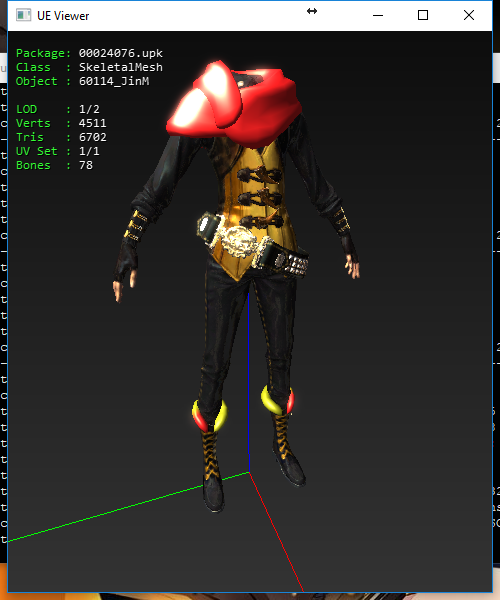 UE Viewer
Package: 00024076.upk
Class  : SkeletalMesh
Object : 60114_JinM
LOD    : 1/2
Verts  : 4511
Tris   : 6702
UV Set : 1/1
Bones  : 78